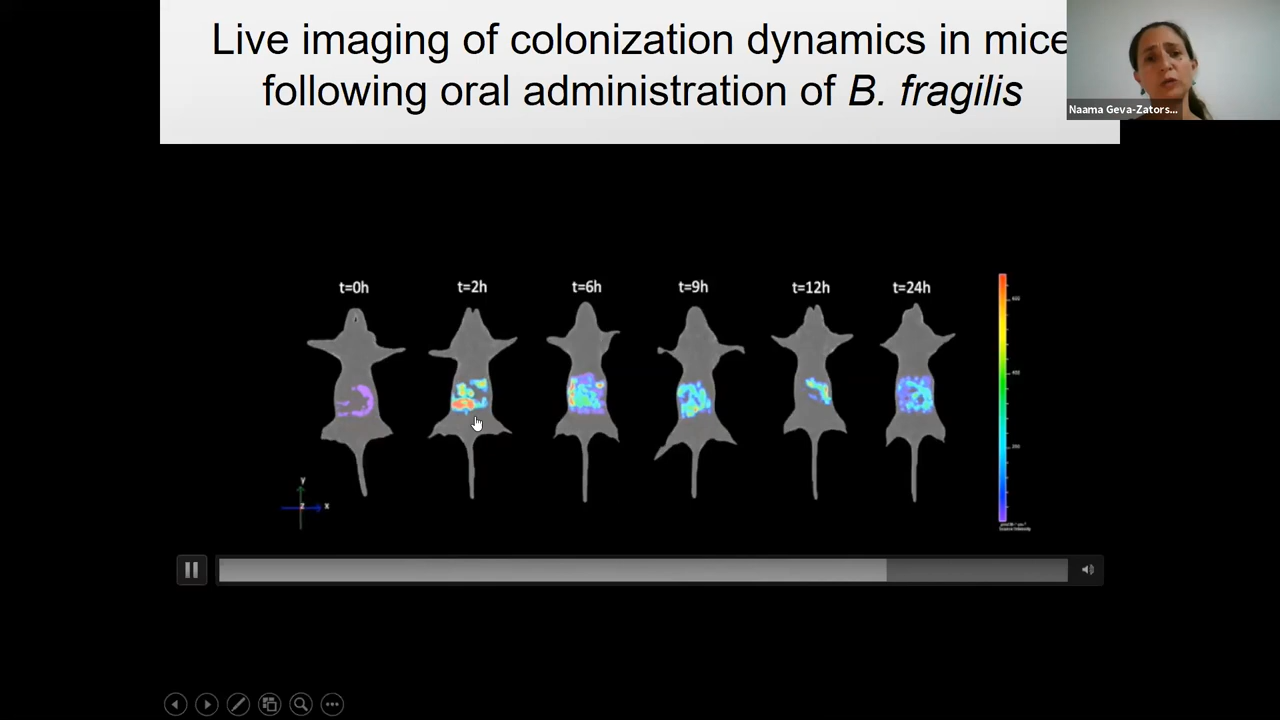 Live imaging of colonization dynamics in mice
following oral administration of B. fragilis
Naama Geva-Zators...
t=0h
t=2h
t=6h
t=9h
t=12h
t=24h
y
z
x